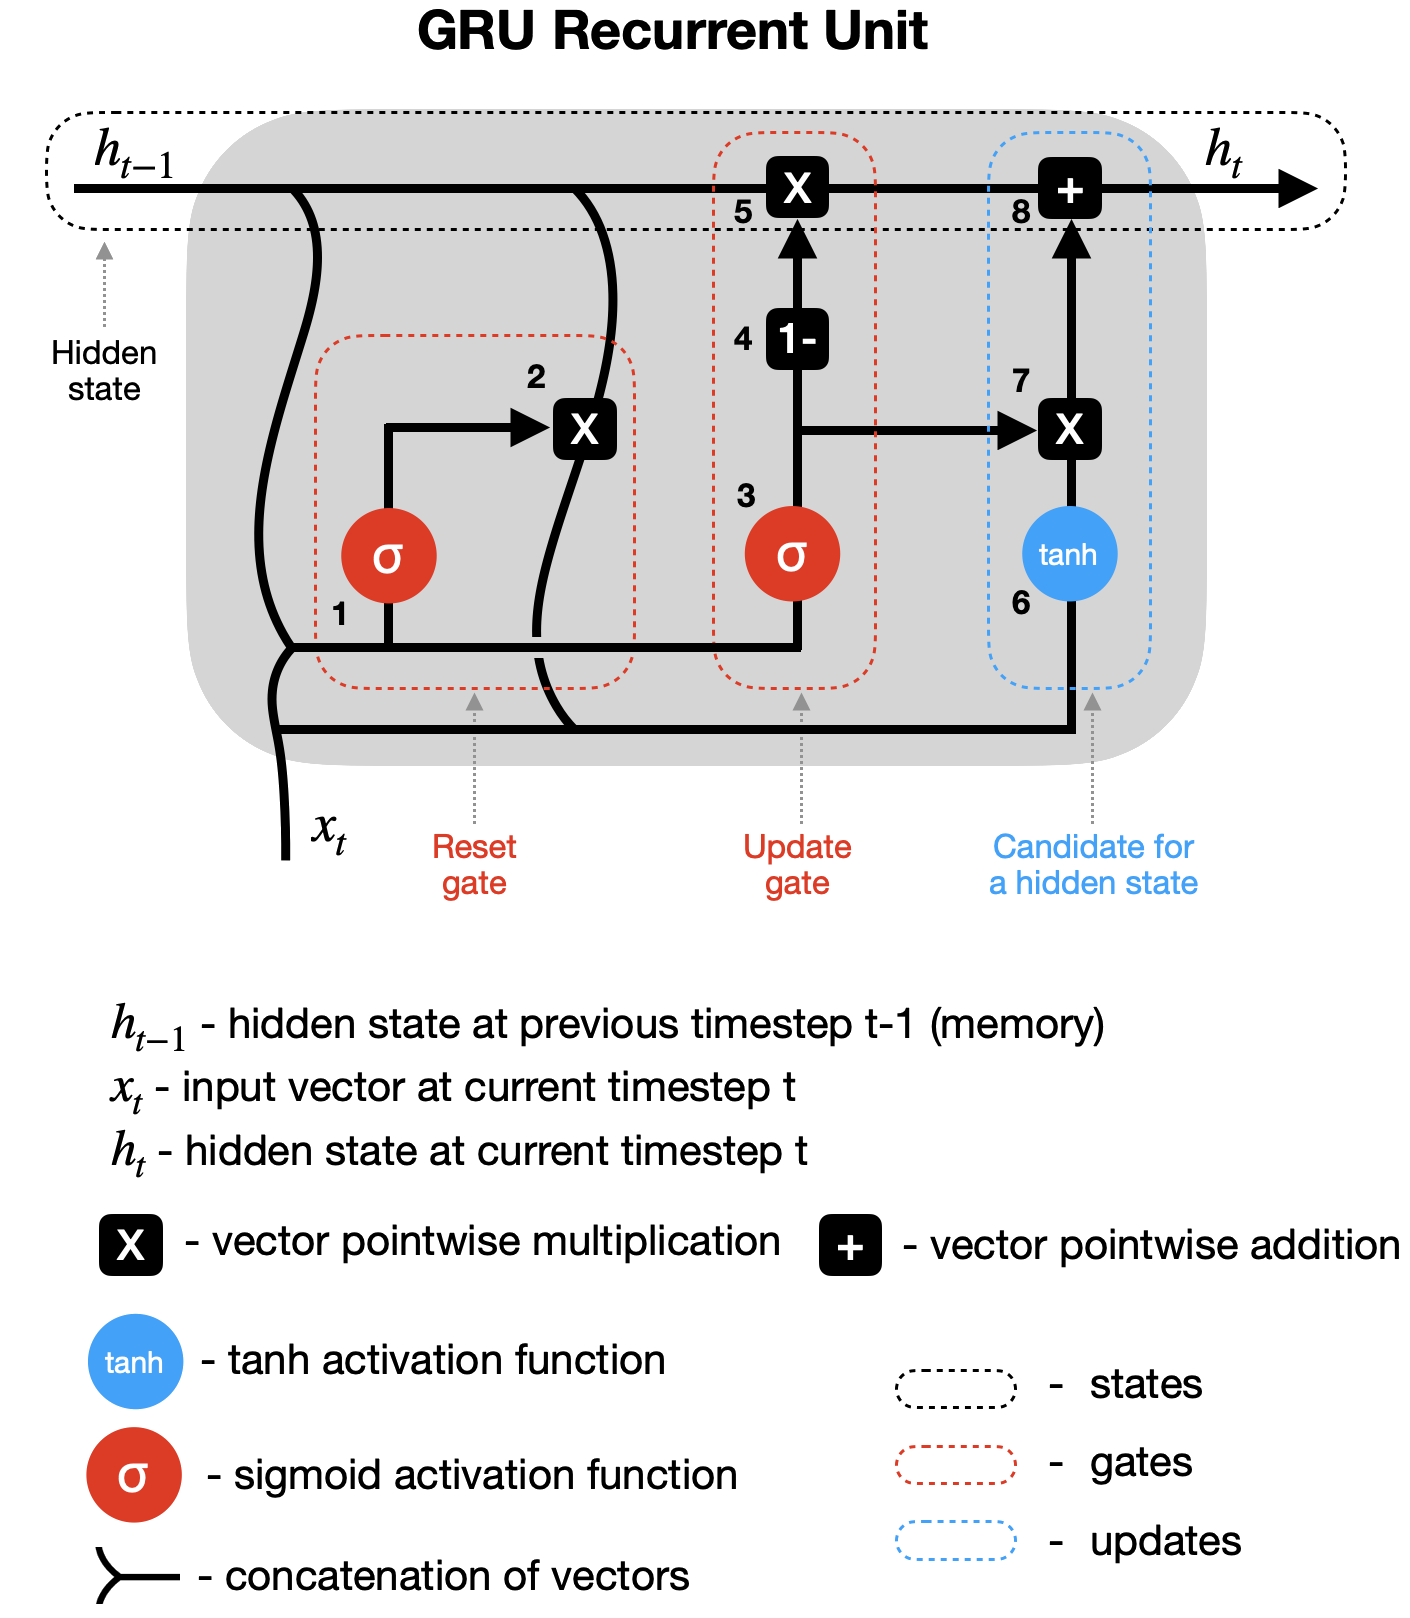 GRU Recurrent Unit
h_{t-1}
h_t
X
+
5
8
Hidden
state
4
1-
2
7
X
X
3
σ
σ
tanh
1
6
x_t
Reset
gate
Update
gate
Candidate for
a hidden state
h_{t-1} - hidden state at previous timestep t-1 (memory)
x_t - input vector at current timestep t
h_t - hidden state at current timestep t
X - vector pointwise multiplication
+ - vector pointwise addition
tanh - tanh activation function
- states
σ - sigmoid activation function
- gates
- updates
- concatenation of vectors